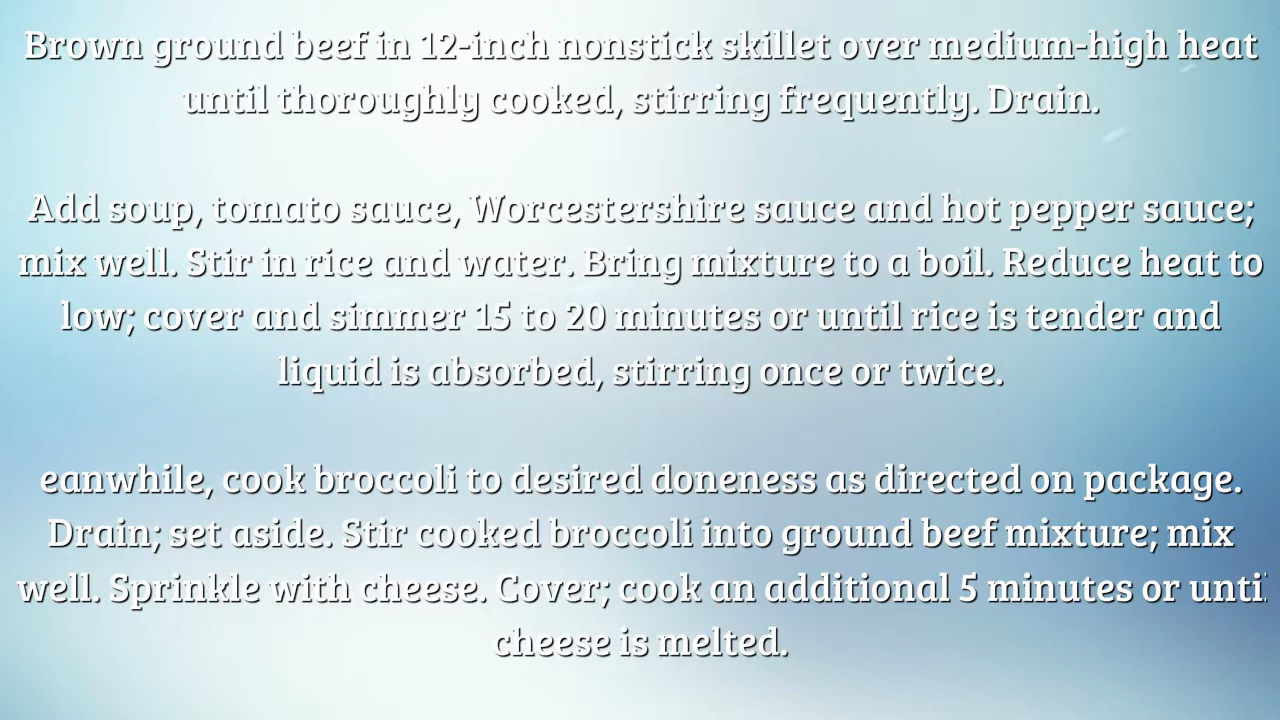 Brown ground beef in 12-inch nonstick skillet over medium-high heat
until thoroughly cooked, stirring frequently. Drain.
Add soup, tomato sauce, Worcestershire sauce and hot pepper sauce;
mix well. Stir in rice and water. Bring mixture to a boil. Reduce heat to
low; cover and simmer 15 to 20 minutes or until rice is tender and
liquid is absorbed, stirring once or twice.
eanwhile, cook broccoli to desired doneness as directed on package.
Drain; set aside. Stir cooked broccoli into ground beef mixture; mix
well. Sprinkle with cheese. Cover; cook an additional 5 minutes or until
cheese is melted.